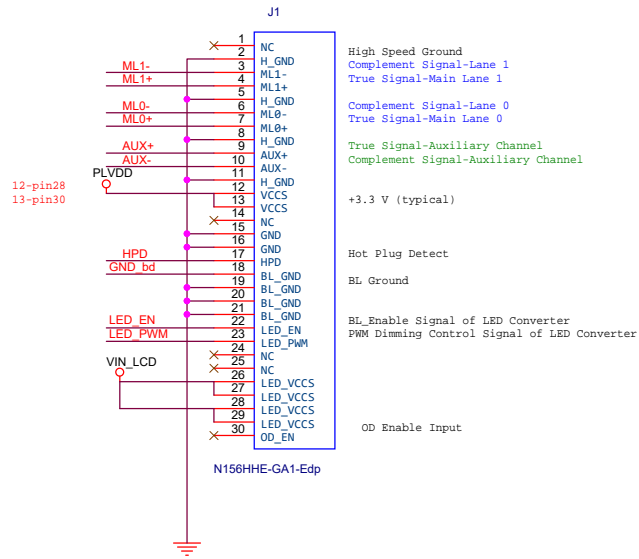 J1
1 NC
2 H_GND High Speed Ground
ML1- 3 ML1- Complement Signal-Lane 1
ML1+ 4 ML1+ True Signal-Main Lane 1
5 H_GND
ML0- 6 ML0- Complement Signal-Lane 0
ML0+ 7 ML0+ True Signal-Main Lane 0
8 H_GND
AUX+ 9 AUX+ True Signal-Auxiliary Channel
AUX- 10 AUX- Complement Signal-Auxiliary Channel
PLVDD 11 H_GND
12-pin28 12 VCCS
13-pin30 13 VCCS +3.3 V (typical)
14 NC
15 GND
16 GND
HPD 17 HPD Hot Plug Detect
GND_bd 18 BL_GND
19 BL_GND BL Ground
20 BL_GND
21 BL_GND
LED_EN 22 LED_EN BL_Enable Signal of LED Converter
LED_PWM 23 LED_PWM PWM Dimming Control Signal of LED Converter
24 NC
VIN_LCD 25 NC
26 LED_VCCS
27 LED_VCCS
28 LED_VCCS
29 LED_VCCS
30 OD_EN OD Enable Input
N156HHE-GA1-Edp